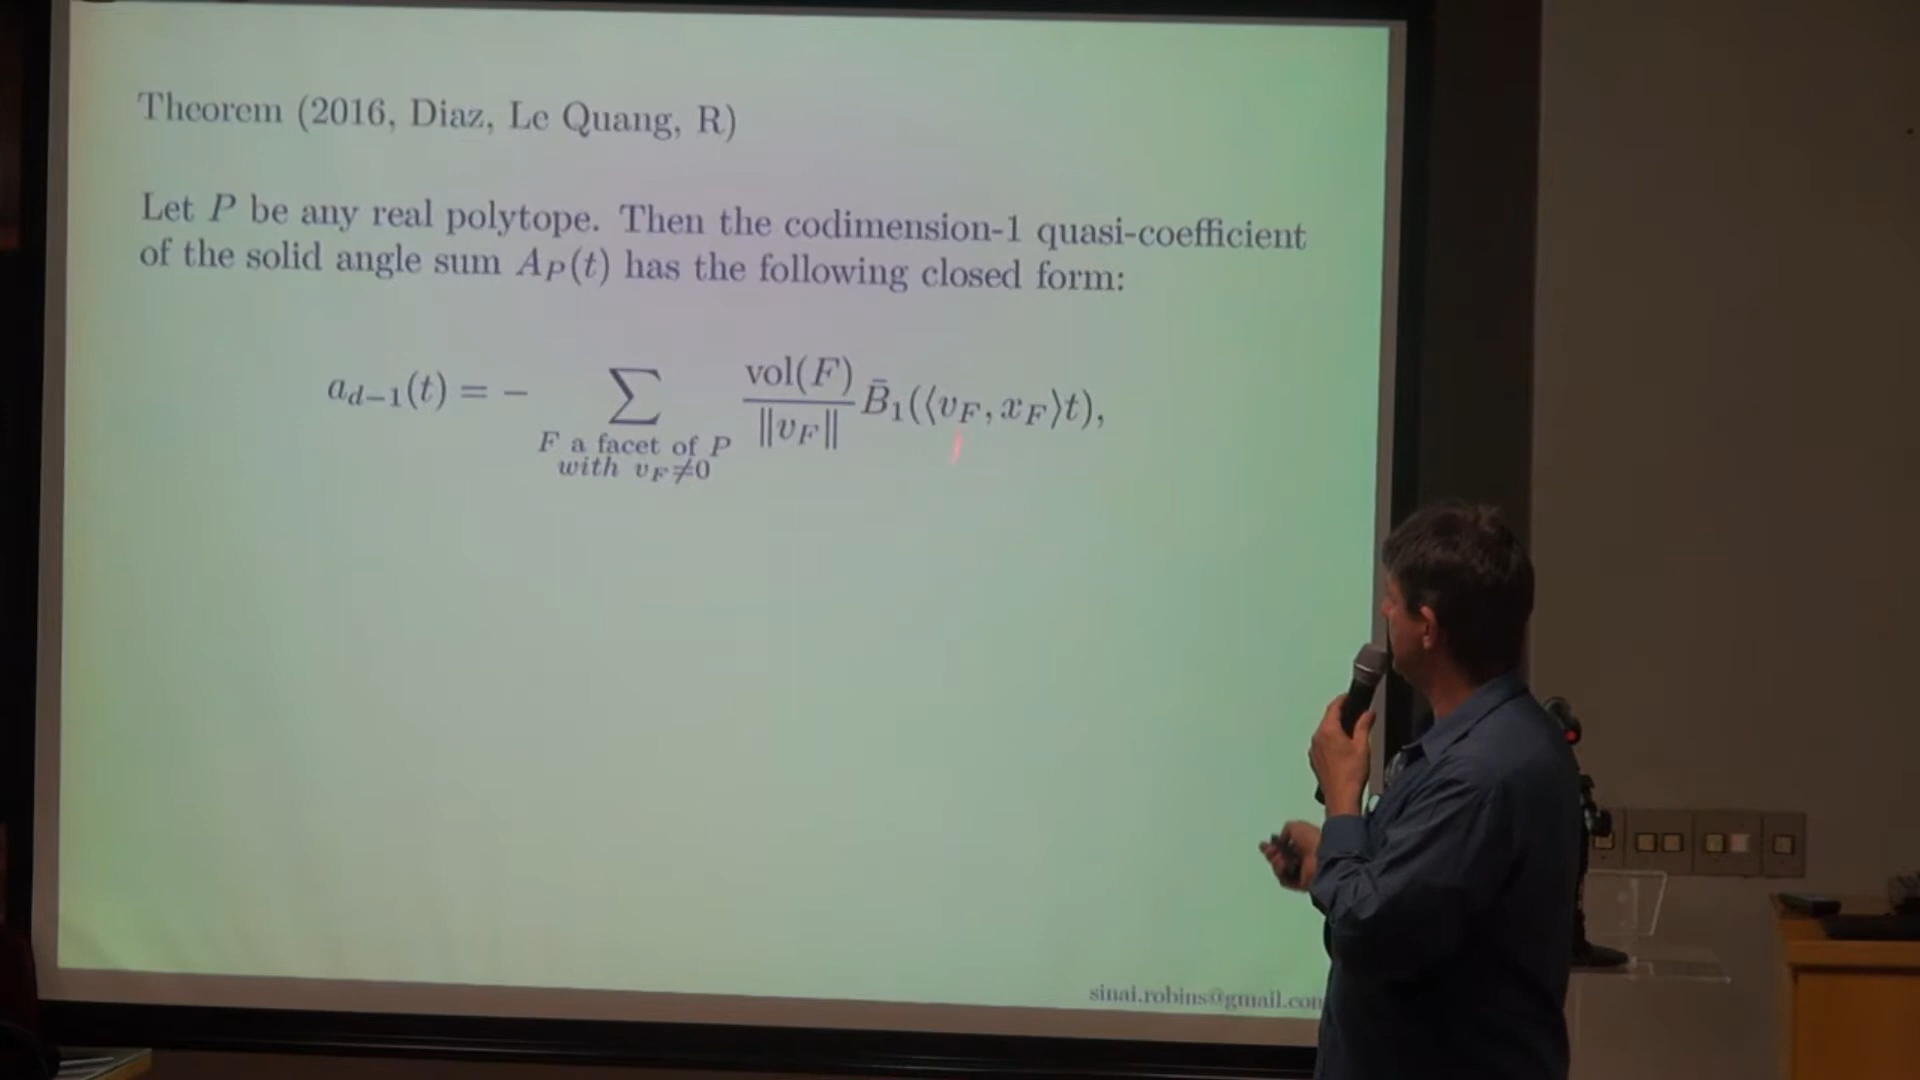 Theorem (2016, Diaz, Le Quang, R)
Let P be any real polytope. Then the codimension-1 quasi-coefficient
of the solid angle sum A_P(t) has the following closed form:
a_{d−1}(t) = − ∑_{F a facet of P with v_F≠0} vol(F)/‖v_F‖ B̄_1(⟨v_F, x_F⟩t),
sinai.robins@gmail.com